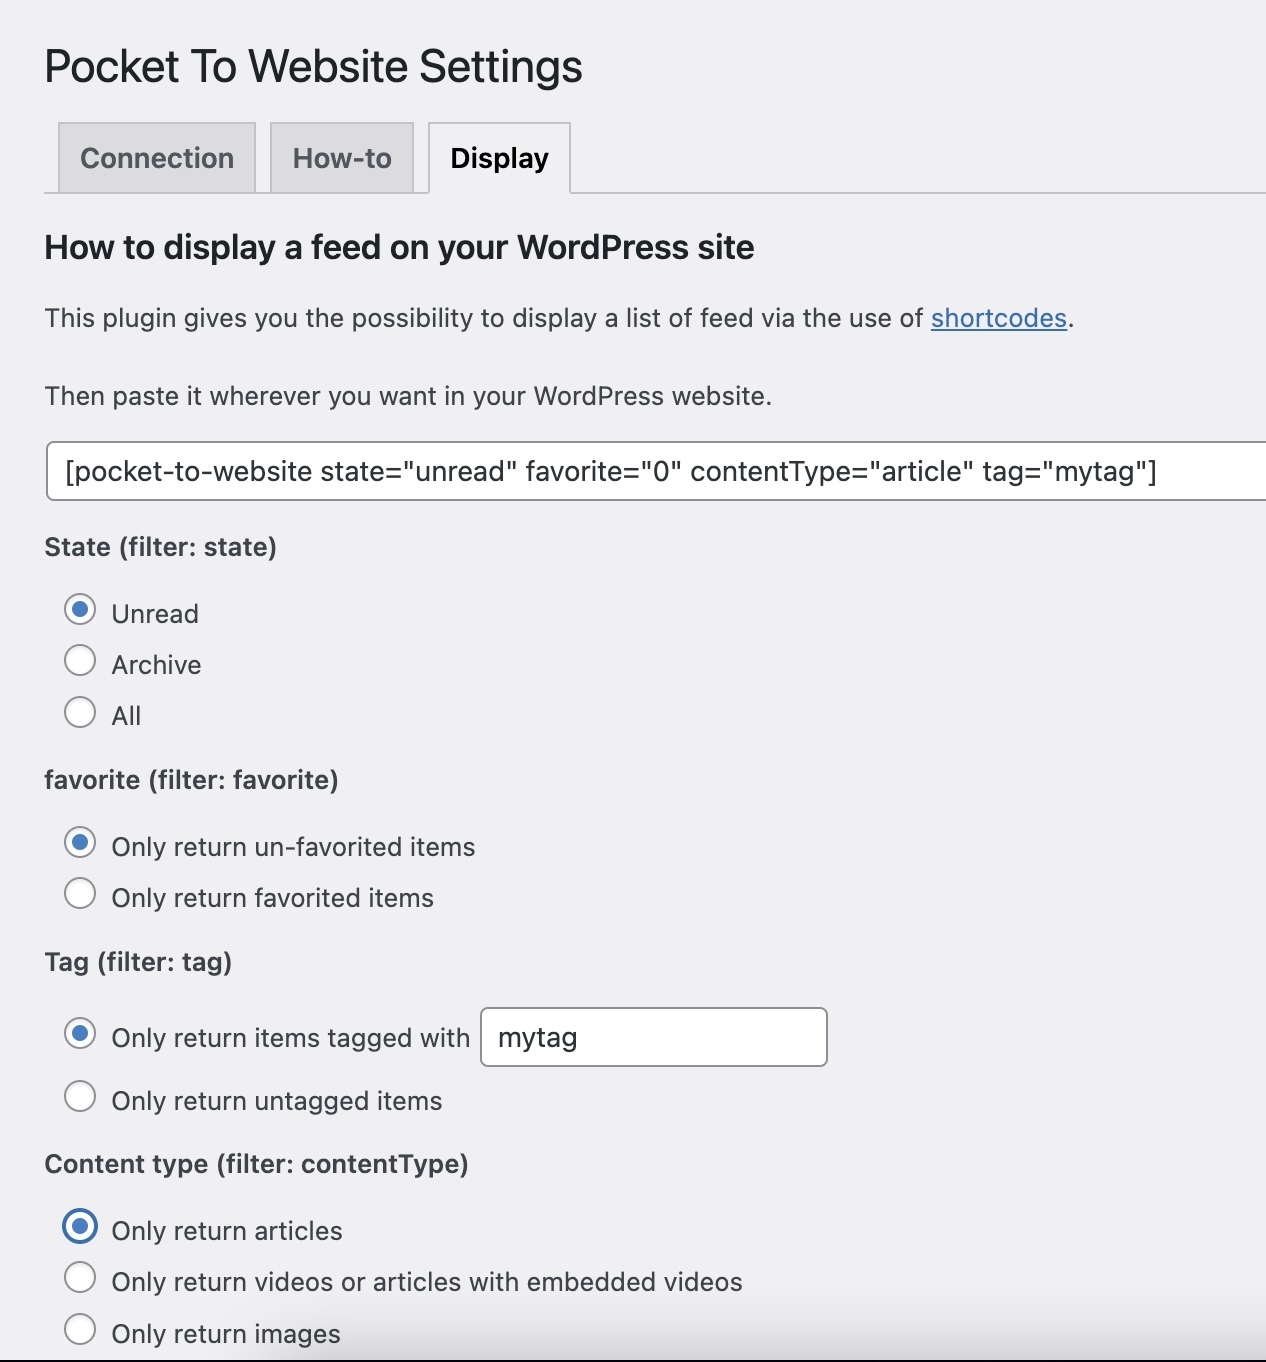 Pocket To Website Settings
Connection
How-to
Display
How to display a feed on your WordPress site
This plugin gives you the possibility to display a list of feed via the use of shortcodes.
Then paste it wherever you want in your WordPress website.
[pocket-to-website state="unread" favorite="0" contentType="article" tag="mytag"]
State (filter: state)
Unread
Archive
All
favorite (filter: favorite)
Only return un-favorited items
Only return favorited items
Tag (filter: tag)
Only return items tagged with mytag
Only return untagged items
Content type (filter: contentType)
Only return articles
Only return videos or articles with embedded videos
Only return images